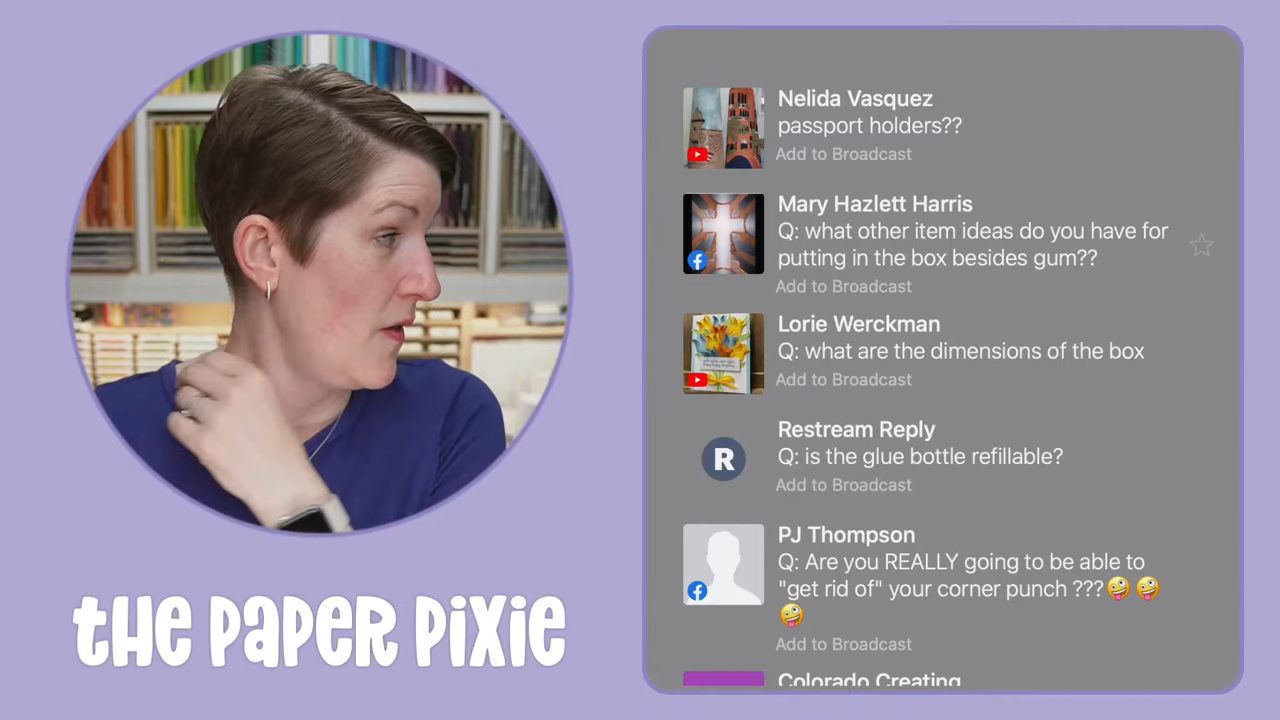 Nelida Vasquez
passport holders??
Add to Broadcast
Mary Hazlett Harris
Q: what other item ideas do you have for
putting in the box besides gum??
Add to Broadcast
Lorie Werckman
Q: what are the dimensions of the box
Add to Broadcast
R
Restream Reply
Q: is the glue bottle refillable?
Add to Broadcast
PJ Thompson
Q: Are you REALLY going to be able to
"get rid of" your corner punch ???🤪🤪
🤪
Add to Broadcast
Colorado Creating
the paper pixie